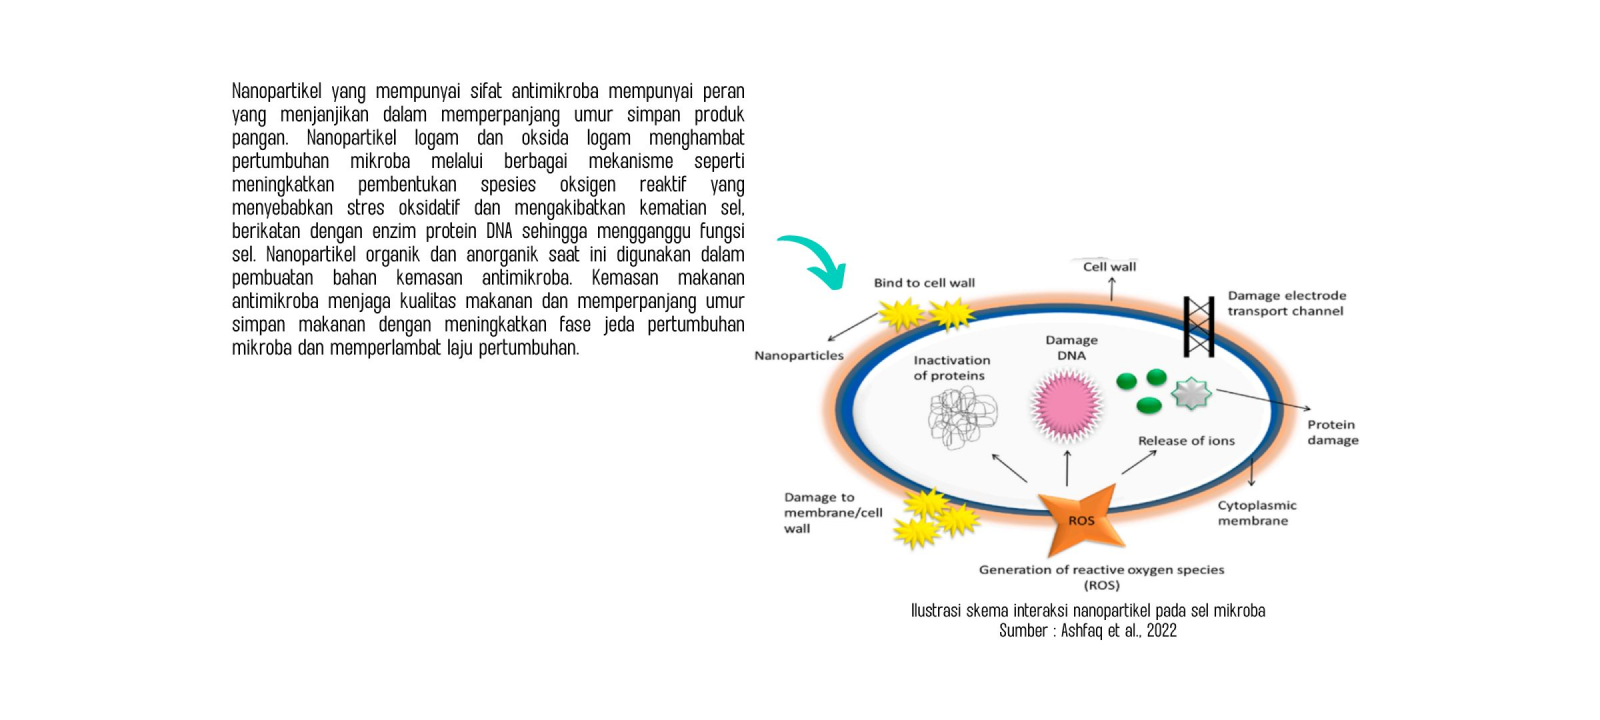 Nanopartikel yang mempunyai sifat antimikroba mempunyai peran
yang menjanjikan dalam memperpanjang umur simpan produk
pangan. Nanopartikel logam dan oksida logam menghambat
pertumbuhan mikroba melalui berbagai mekanisme seperti
meningkatkan pembentukan spesies oksigen reaktif yang
menyebabkan stres oksidatif dan mengakibatkan kematian sel,
berikatan dengan enzim protein DNA sehingga mengganggu fungsi
sel. Nanopartikel organik dan anorganik saat ini digunakan dalam
pembuatan bahan kemasan antimikroba. Kemasan makanan
antimikroba menjaga kualitas makanan dan memperpanjang umur
simpan makanan dengan meningkatkan fase jeda pertumbuhan
mikroba dan memperlambat laju pertumbuhan.
Cell wall
Bind to cell wall
Damage electrode
transport channel
Nanoparticles
Inactivation
of proteins
Damage
DNA
Release of ions
Protein
damage
Damage to
membrane/cell
wall
Cytoplasmic
membrane
ROS
Generation of reactive oxygen species
(ROS)
Ilustrasi skema interaksi nanopartikel pada sel mikroba
Sumber : Ashfaq et al., 2022